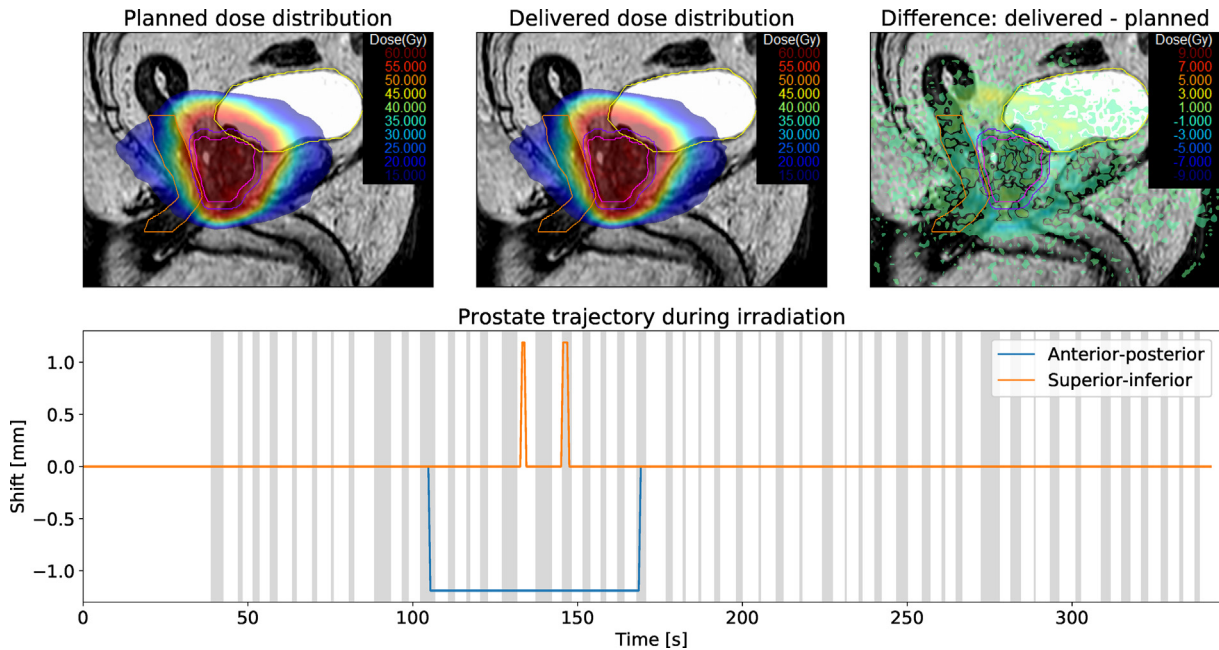 Planned dose distribution
Dose(Gy)
60.000
55.000
50.000
45.000
40.000
35.000
30.000
25.000
20.000
15.000
Delivered dose distribution
Dose(Gy)
60.000
55.000
50.000
45.000
40.000
35.000
30.000
25.000
20.000
15.000
Difference: delivered - planned
Dose(Gy)
9.000
7.000
5.000
3.000
1.000
-1.000
-3.000
-5.000
-7.000
-9.000
Prostate trajectory during irradiation
Shift [mm]
1.0
0.5
0.0
−0.5
−1.0
Anterior-posterior
Superior-inferior
0 50 100 150 200 250 300
Time [s]